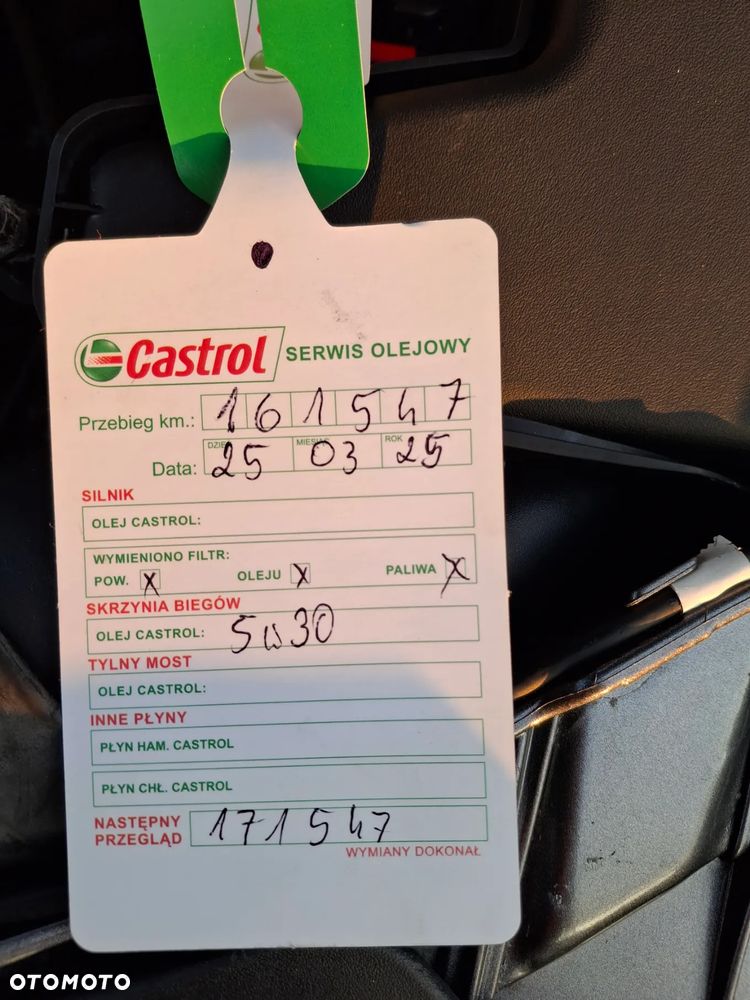 Castrol SERWIS OLEJOWY
Przebieg km.: 161547
DZIEŃ MIESIĄC ROK
Data: 25 03 25
SILNIK
OLEJ CASTROL:
WYMIENIONO FILTR:
POW. X OLEJU X PALIWA X
SKRZYNIA BIEGÓW
OLEJ CASTROL: 5w30
TYLNY MOST
OLEJ CASTROL:
INNE PŁYNY
PŁYN HAM. CASTROL
PŁYN CHŁ. CASTROL
NASTĘPNY
PRZEGLĄD 171547
WYMIANY DOKONAŁ
OTOMOTO